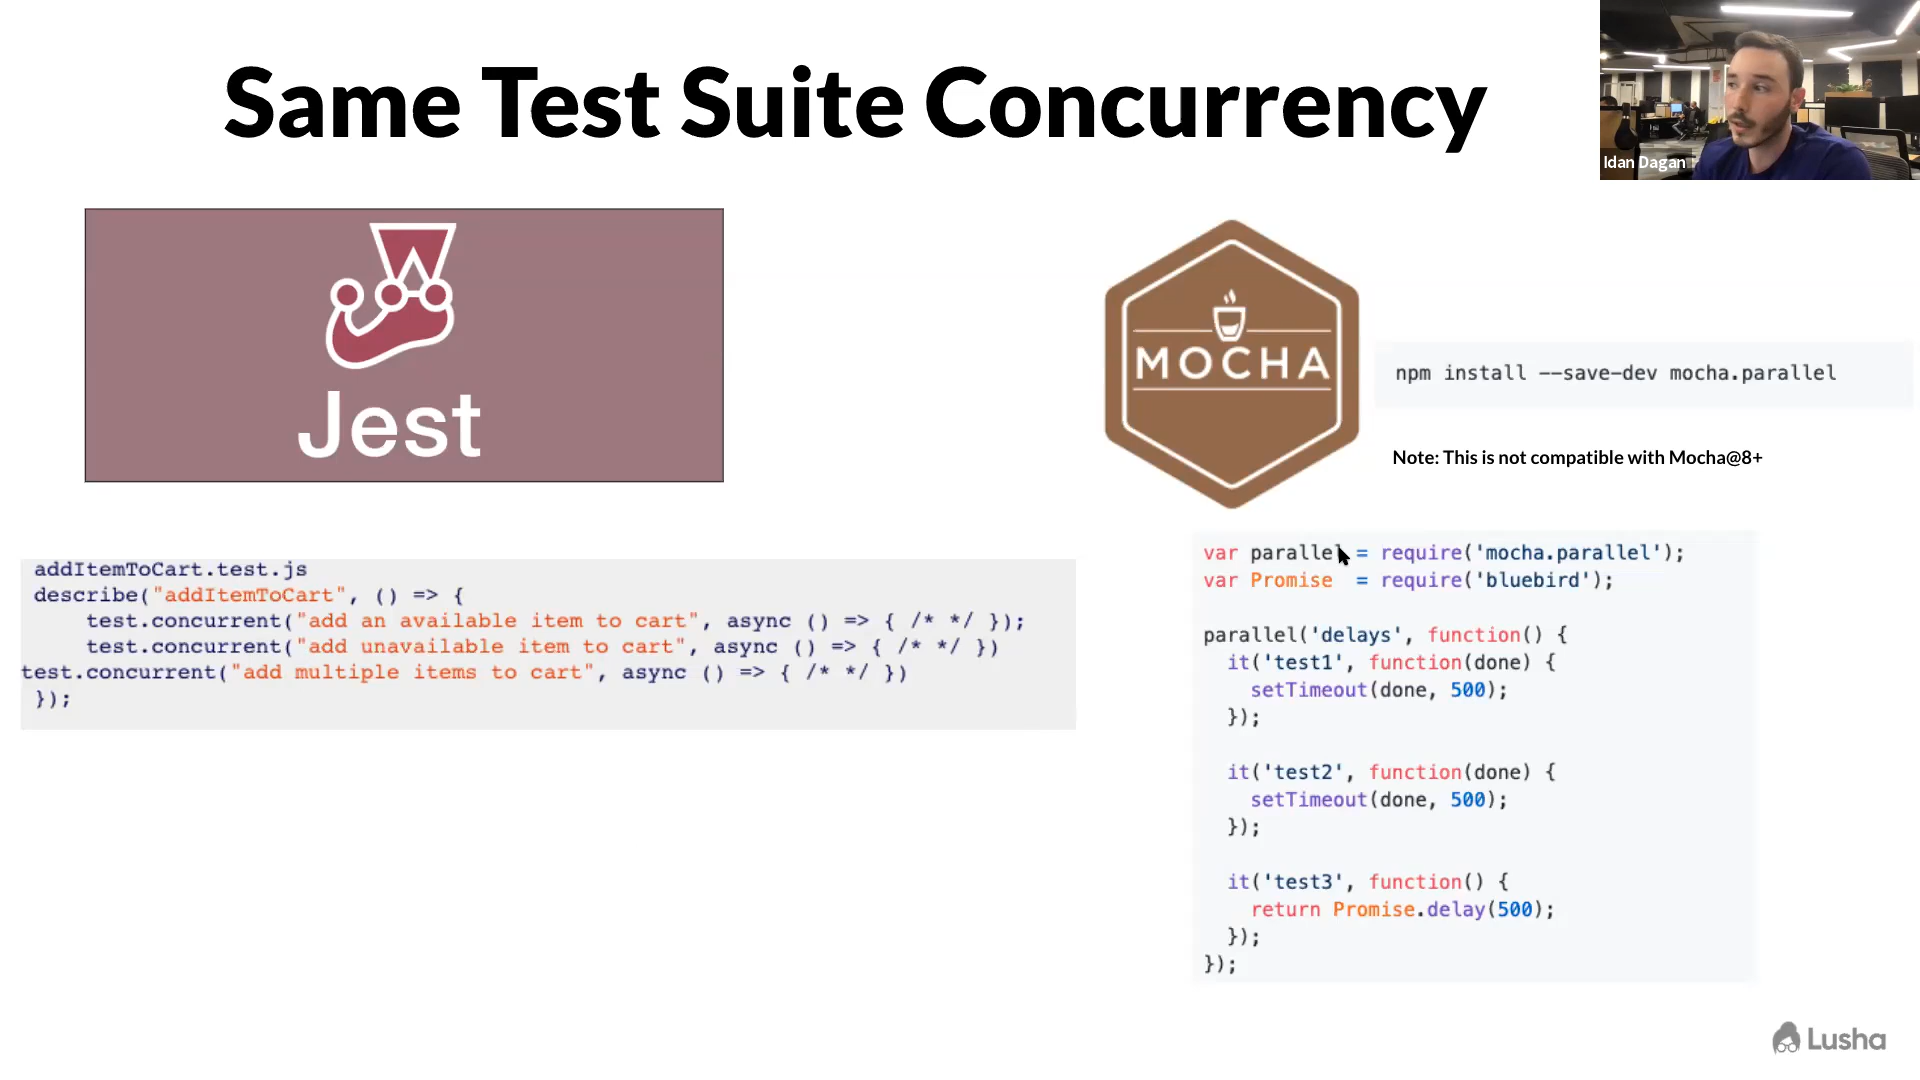 Same Test Suite Concurrency
Idan Dagan
Jest
MOCHA
npm install --save-dev mocha.parallel
Note: This is not compatible with Mocha@8+
addItemToCart.test.js
describe("addItemToCart", () => {
    test.concurrent("add an available item to cart", async () => { /* */ });
    test.concurrent("add unavailable item to cart", async () => { /* */ })
test.concurrent("add multiple items to cart", async () => { /* */ })
});
var parallel = require('mocha.parallel');
var Promise  = require('bluebird');
parallel('delays', function() {
  it('test1', function(done) {
    setTimeout(done, 500);
  });
  it('test2', function(done) {
    setTimeout(done, 500);
  });
  it('test3', function() {
    return Promise.delay(500);
  });
});
Lusha